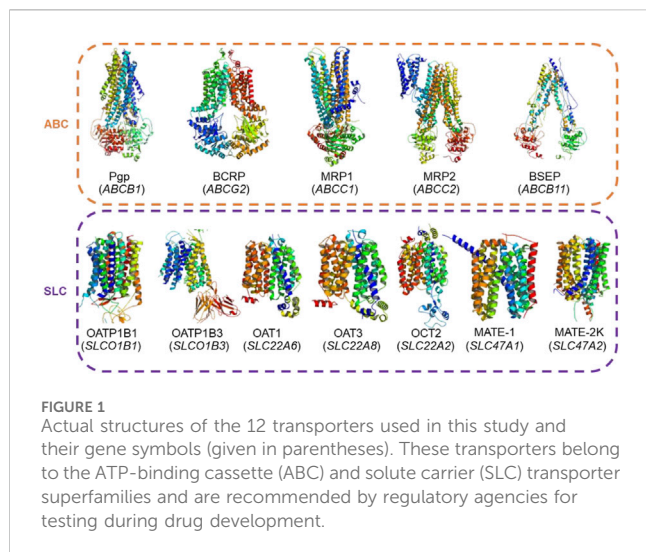 ABC
Pgp BCRP MRP1 MRP2 BSEP
(ABCB1) (ABCG2) (ABCC1) (ABCC2) (ABCB11)
SLC
OATP1B1 OATP1B3 OAT1 OAT3 OCT2 MATE-1 MATE-2K
(SLCO1B1) (SLCO1B3) (SLC22A6) (SLC22A8) (SLC22A2) (SLC47A1) (SLC47A2)
FIGURE 1
Actual structures of the 12 transporters used in this study and
their gene symbols (given in parentheses). These transporters belong
to the ATP-binding cassette (ABC) and solute carrier (SLC) transporter
superfamilies and are recommended by regulatory agencies for
testing during drug development.